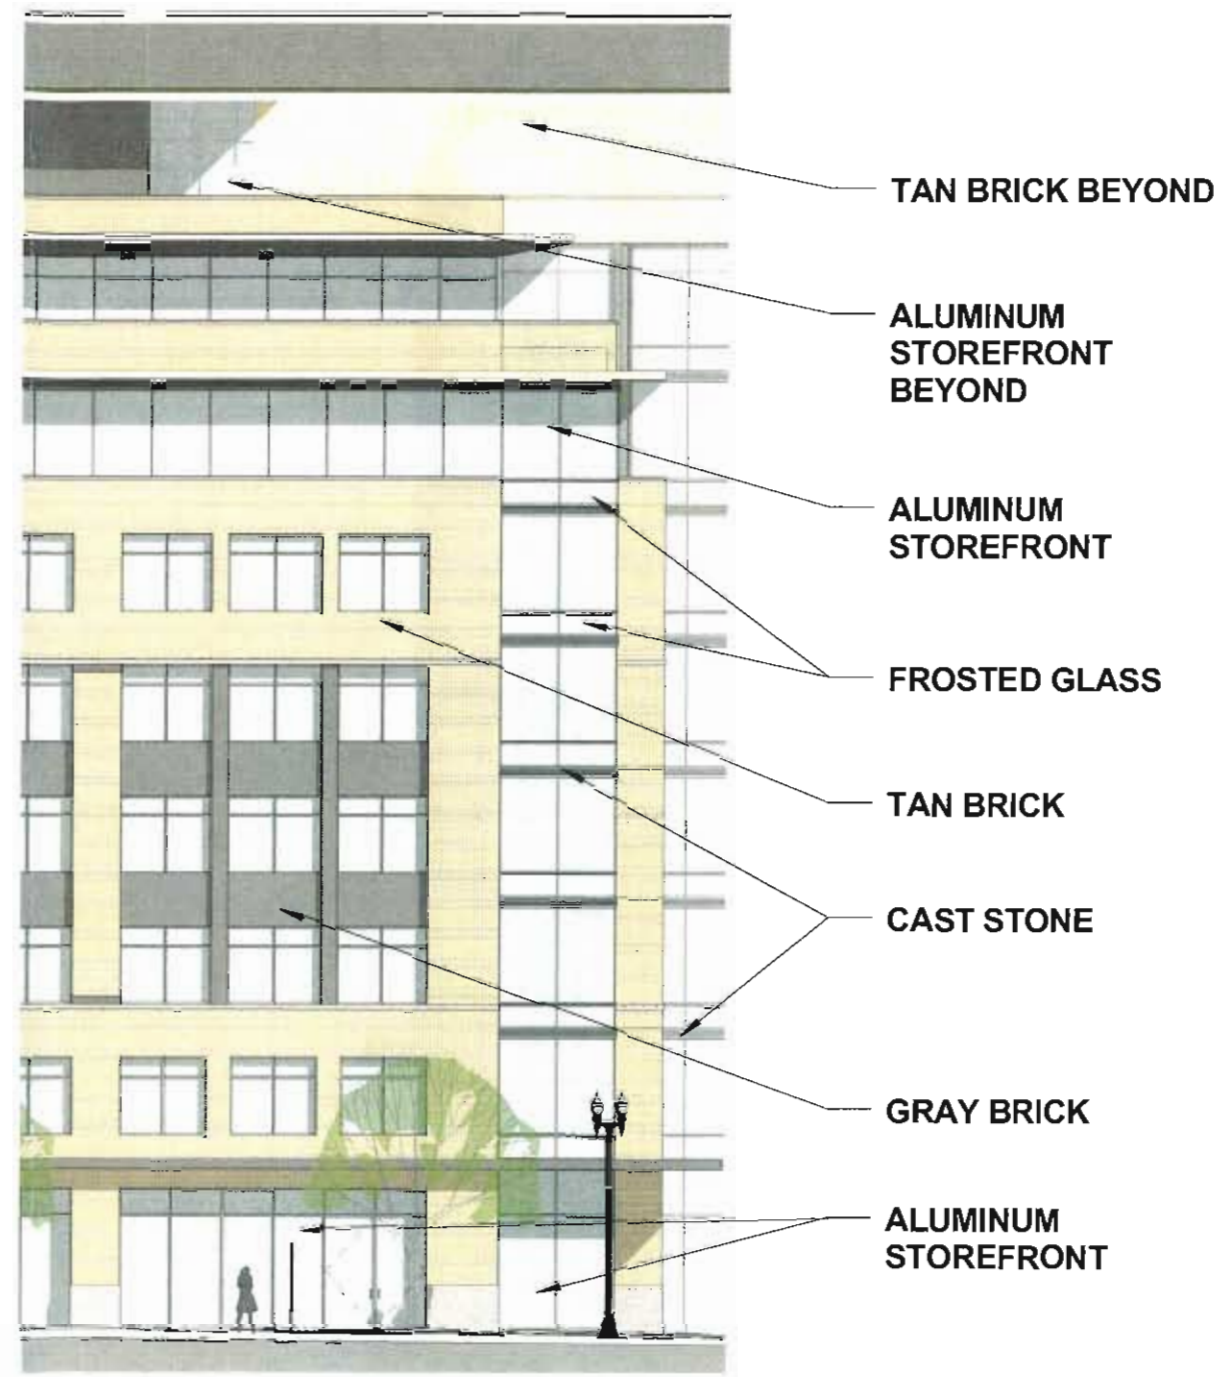 TAN BRICK BEYOND
ALUMINUM
STOREFRONT
BEYOND
ALUMINUM
STOREFRONT
FROSTED GLASS
TAN BRICK
CAST STONE
GRAY BRICK
ALUMINUM
STOREFRONT